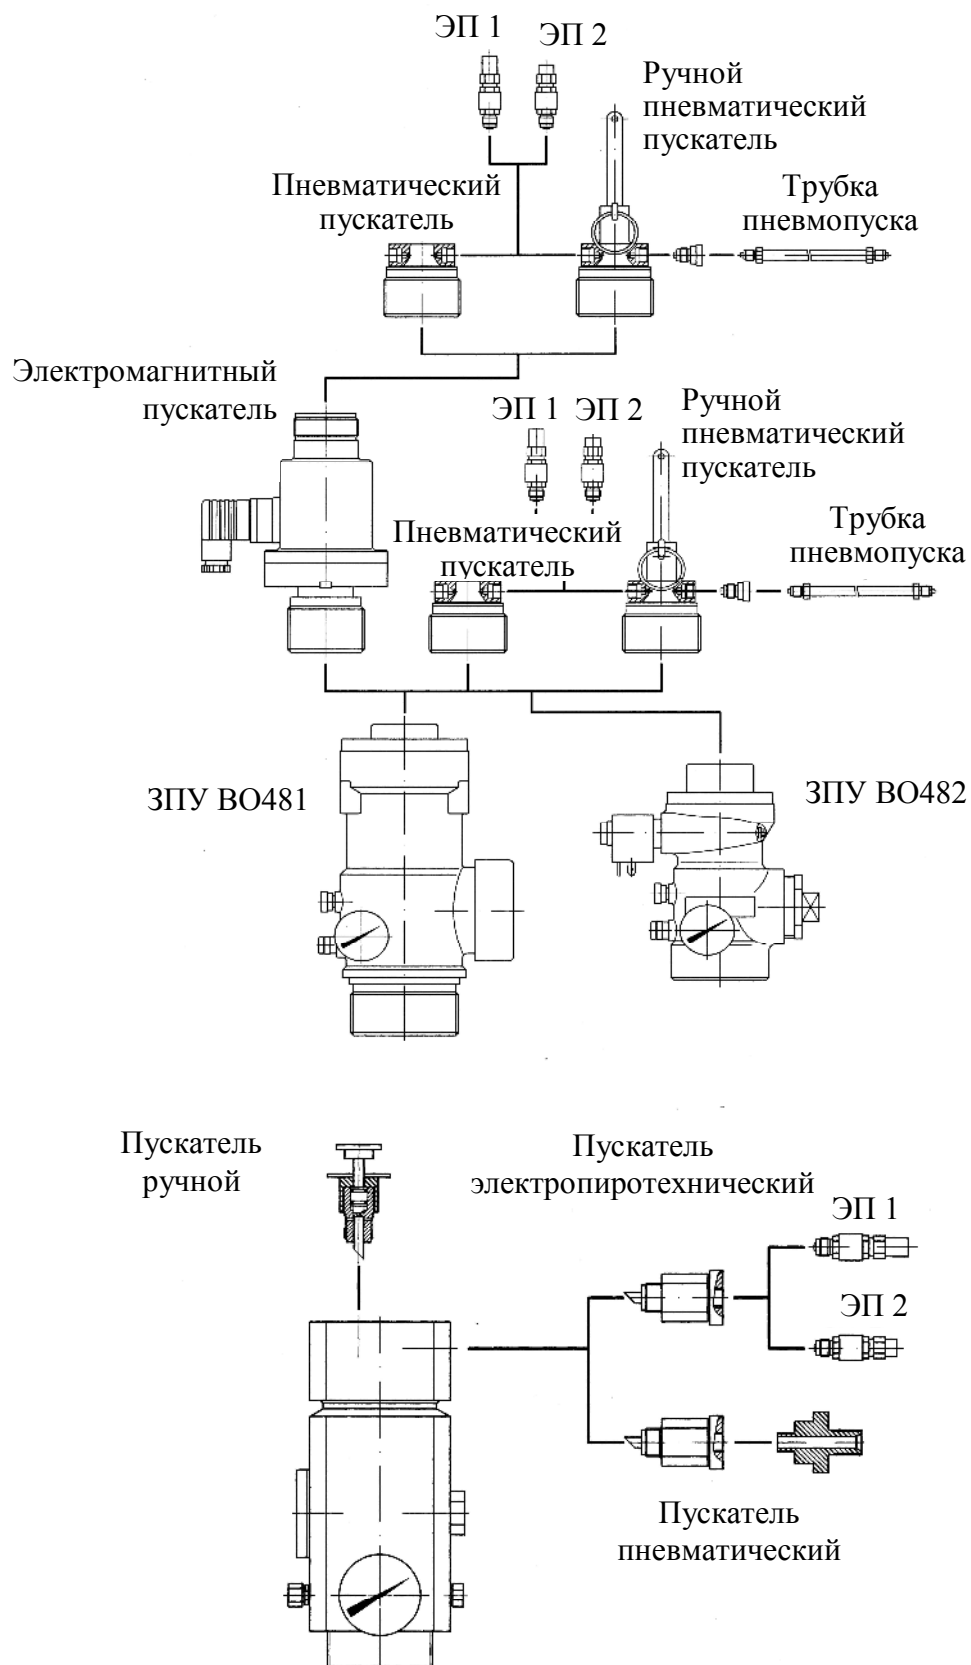 ЭП 1
ЭП 2
Ручной
пневматический
пускатель
Пневматический
пускатель
Трубка
пневмопуска
Электромагнитный
пускатель
ЭП 1
ЭП 2
Ручной
пневматический
пускатель
Пневматический
пускатель
Трубка
пневмопуска
ЗПУ ВО481
ЗПУ ВО482
Пускатель
ручной
Пускатель
электропиротехнический
ЭП 1
ЭП 2
Пускатель
пневматический